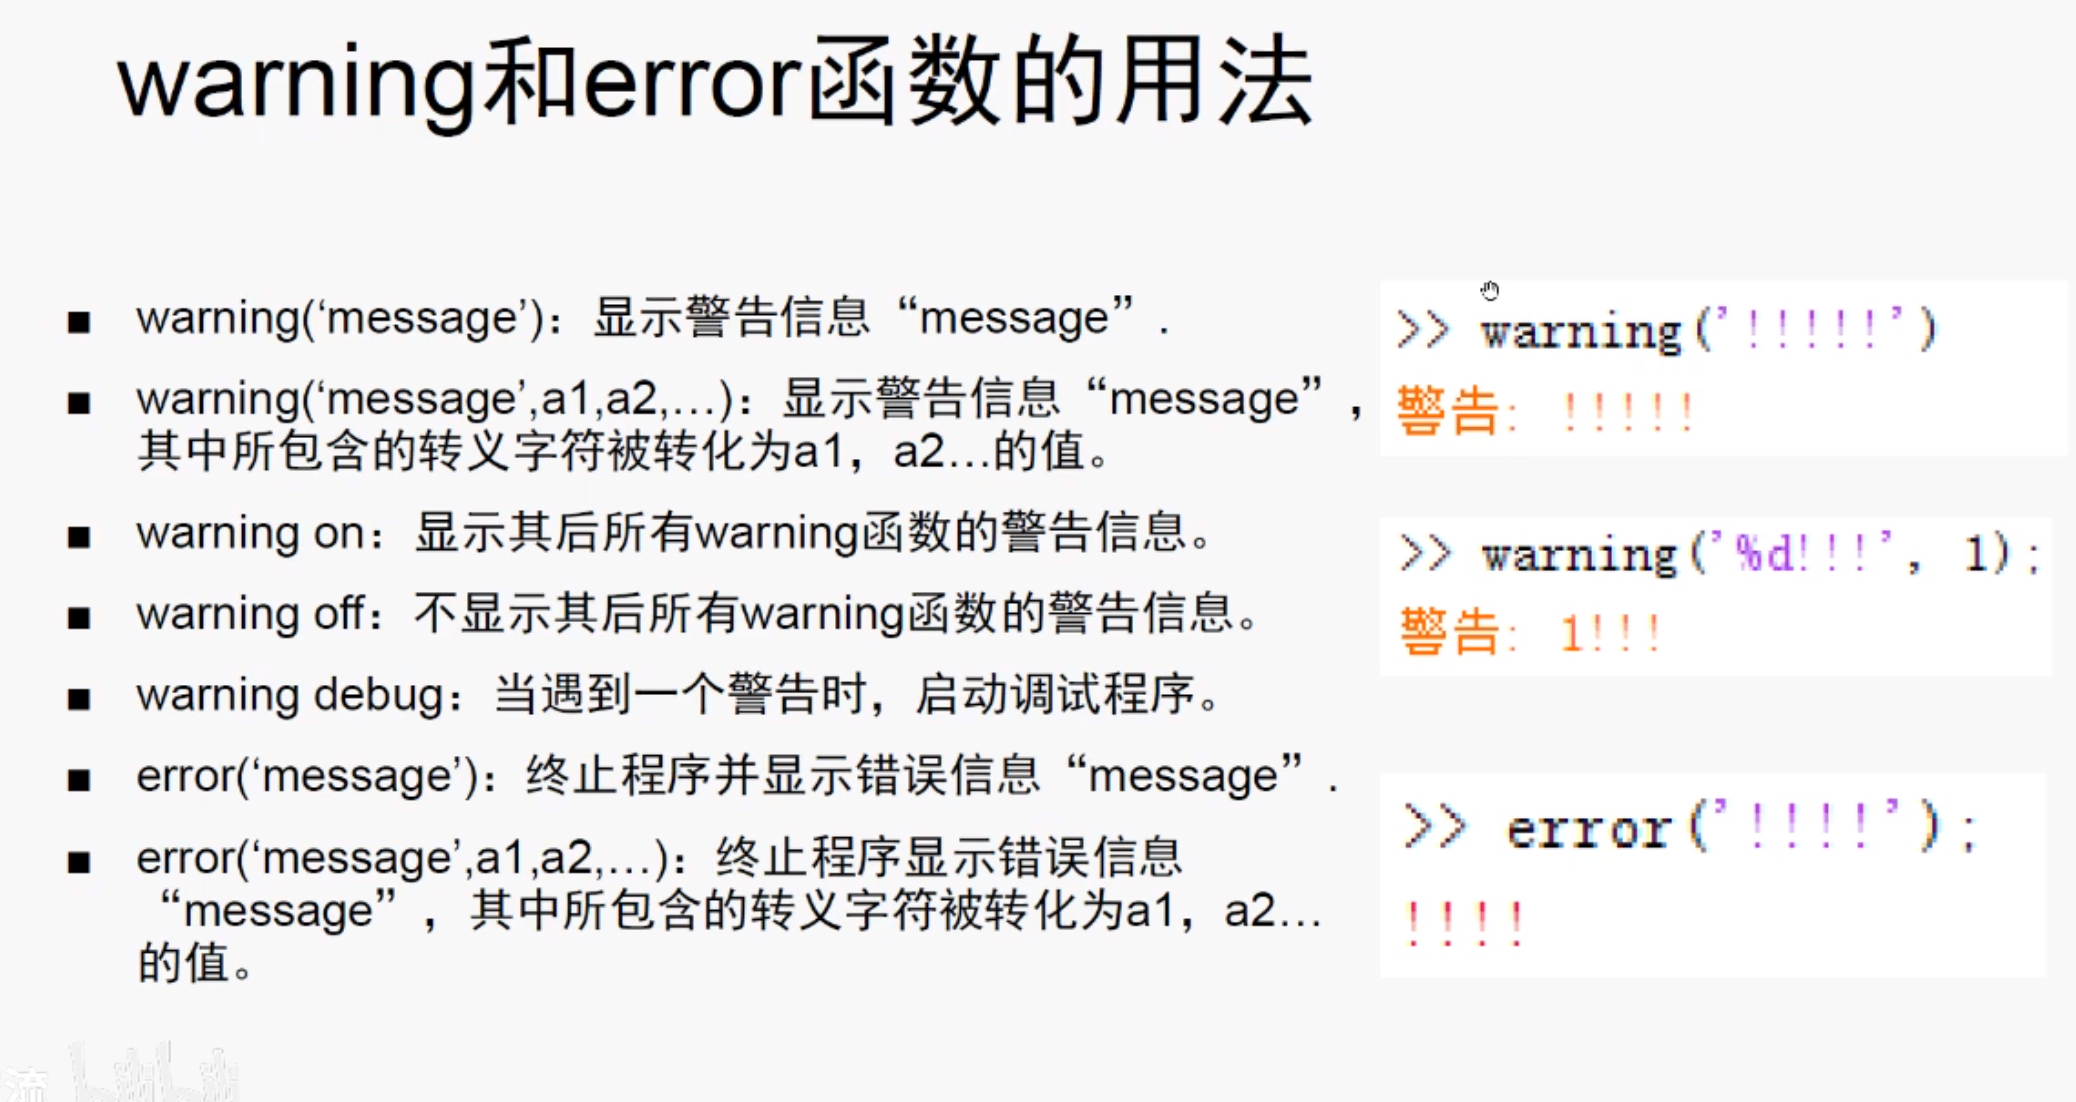 warning和error函数的用法
■ warning(‘message’)：显示警告信息“message”.
■ warning(‘message’,a1,a2,…)：显示警告信息“message”，
其中所包含的转义字符被转化为a1，a2…的值。
■ warning on：显示其后所有warning函数的警告信息。
■ warning off：不显示其后所有warning函数的警告信息。
■ warning debug：当遇到一个警告时，启动调试程序。
■ error(‘message’)：终止程序并显示错误信息“message”.
■ error(‘message’,a1,a2,…)：终止程序显示错误信息
“message”，其中所包含的转义字符被转化为a1，a2…
的值。
>> warning('!!!!!')
警告: !!!!!
>> warning('%d!!!', 1);
警告: 1!!!
>> error('!!!!');
!!!!
流